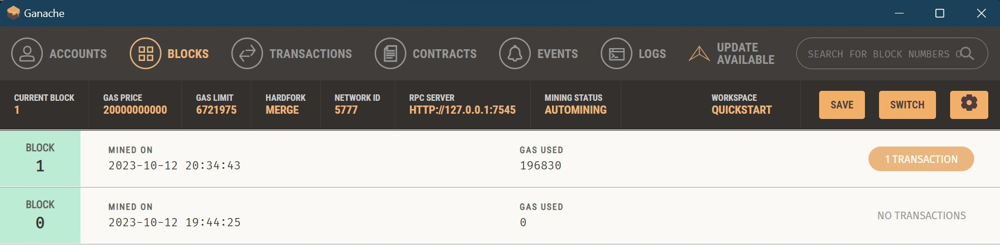 Ganache
ACCOUNTS
BLOCKS
TRANSACTIONS
CONTRACTS
EVENTS
LOGS
UPDATE
AVAILABLE
SEARCH FOR BLOCK NUMBERS O
CURRENT BLOCK
1
GAS PRICE
20000000000
GAS LIMIT
6721975
HARDFORK
MERGE
NETWORK ID
5777
RPC SERVER
HTTP://127.0.0.1:7545
MINING STATUS
AUTOMINING
WORKSPACE
QUICKSTART
SAVE
SWITCH
BLOCK
1
MINED ON
2023-10-12 20:34:43
GAS USED
196830
1 TRANSACTION
BLOCK
0
MINED ON
2023-10-12 19:44:25
GAS USED
0
NO TRANSACTIONS